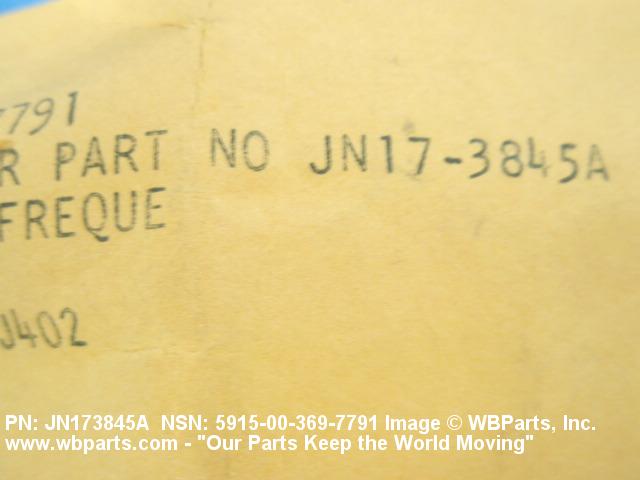 7791
R PART NO JN17-3845A
FREQUE
J402
PN: JN173845A NSN: 5915-00-369-7791 Image © WBParts, Inc.
www.wbparts.com - "Our Parts Keep the World Moving"